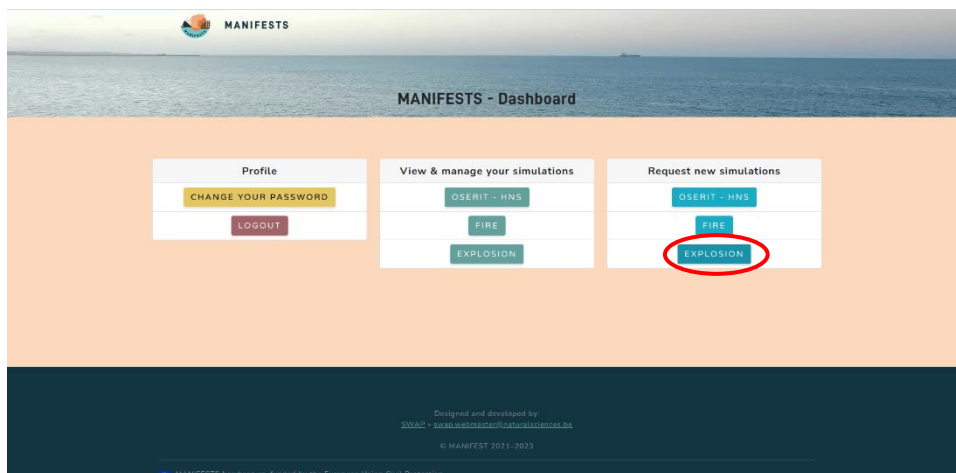 MANIFESTS
MANIFESTS - Dashboard
Profile
CHANGE YOUR PASSWORD
LOGOUT
View & manage your simulations
OSERIT - HNS
FIRE
EXPLOSION
Request new simulations
OSERIT - HNS
FIRE
EXPLOSION
Designed and developed by:
SWAP - swap.webmaster@naturalsciences.be
© MANIFEST 2021-2023